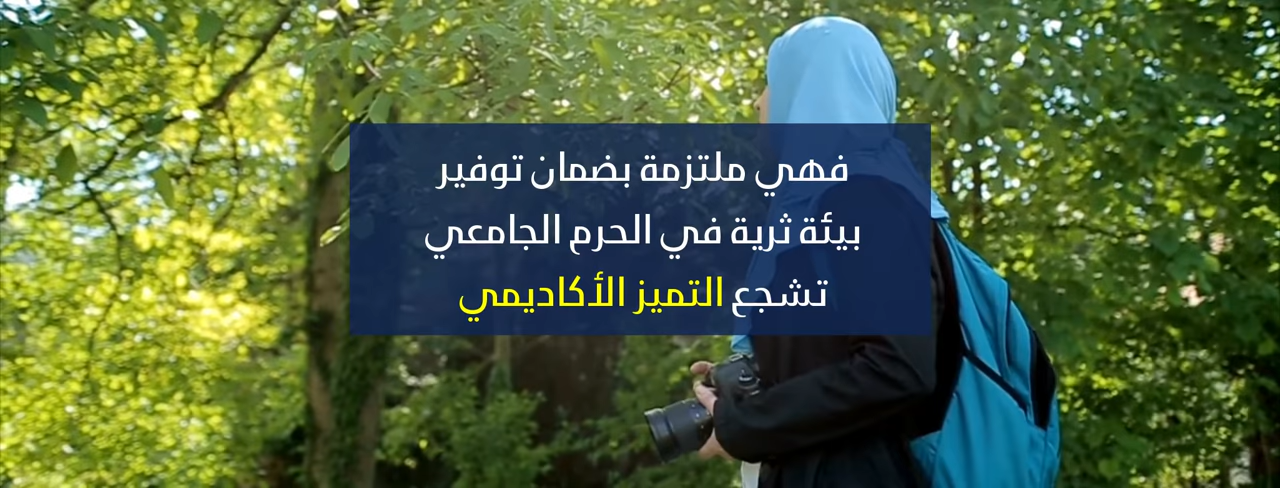 فهي ملتزمة بضمان توفير
بيئة ثرية في الحرم الجامعي
تشجع التميز الأكاديمي